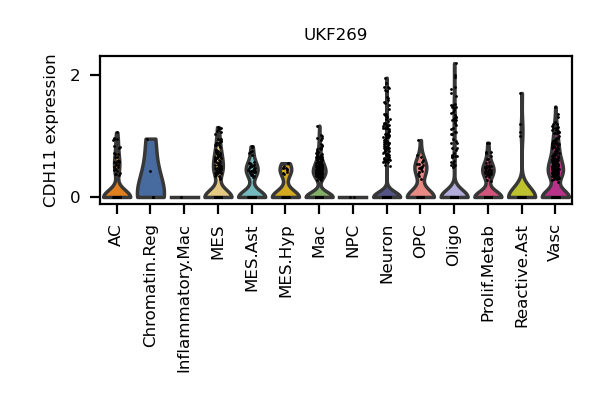 UKF269
CDH11 expression
2
0
AC
Chromatin.Reg
Inflammatory.Mac
MES
MES.Ast
MES.Hyp
Mac
NPC
Neuron
OPC
Oligo
Prolif.Metab
Reactive.Ast
Vasc